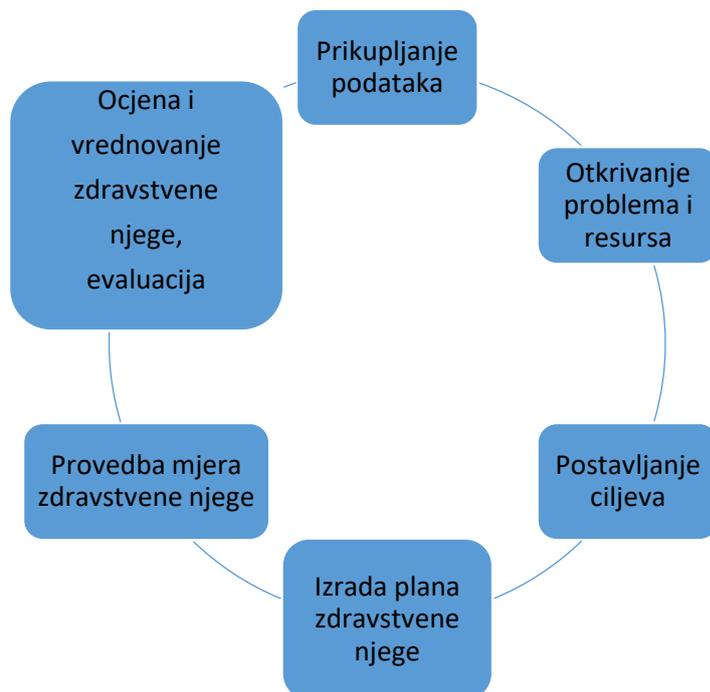 Prikupljanje
podataka
Otkrivanje
problema i
resursa
Postavljanje
ciljeva
Izrada plana
zdravstvene
njege
Provedba mjera
zdravstvene njege
Ocjena i
vrednovanje
zdravstvene
njege,
evaluacija